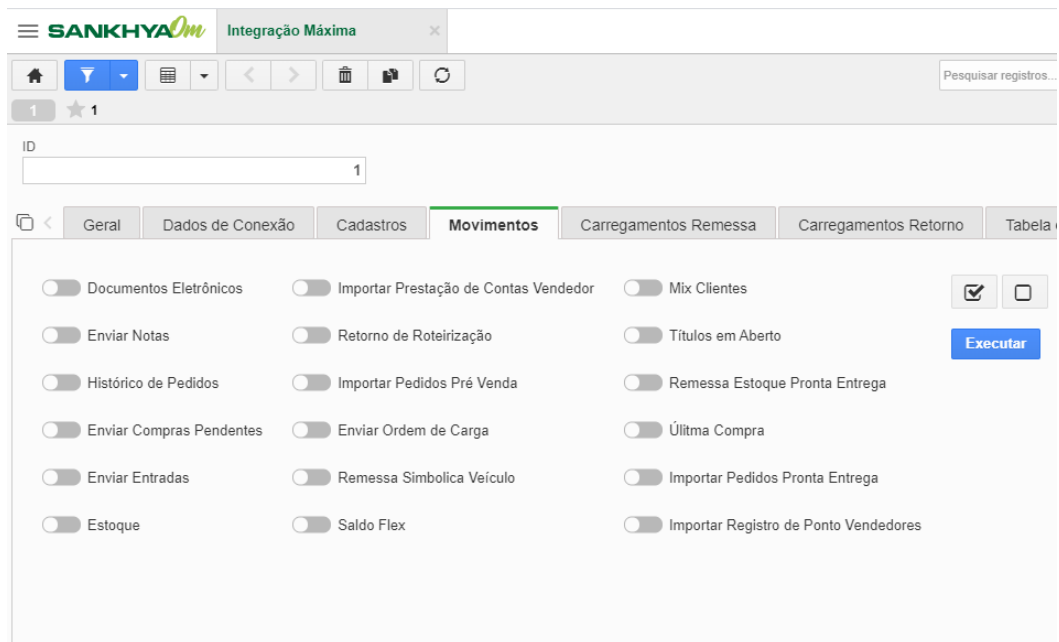 SANKHYA Om Integração Máxima
Pesquisar registros...
1 1
ID
1
Geral Dados de Conexão Cadastros Movimentos Carregamentos Remessa Carregamentos Retorno Tabela
Documentos Eletrônicos Importar Prestação de Contas Vendedor Mix Clientes
Enviar Notas Retorno de Roteirização Títulos em Aberto Executar
Histórico de Pedidos Importar Pedidos Pré Venda Remessa Estoque Pronta Entrega
Enviar Compras Pendentes Enviar Ordem de Carga Úlitma Compra
Enviar Entradas Remessa Simbolica Veículo Importar Pedidos Pronta Entrega
Estoque Saldo Flex Importar Registro de Ponto Vendedores